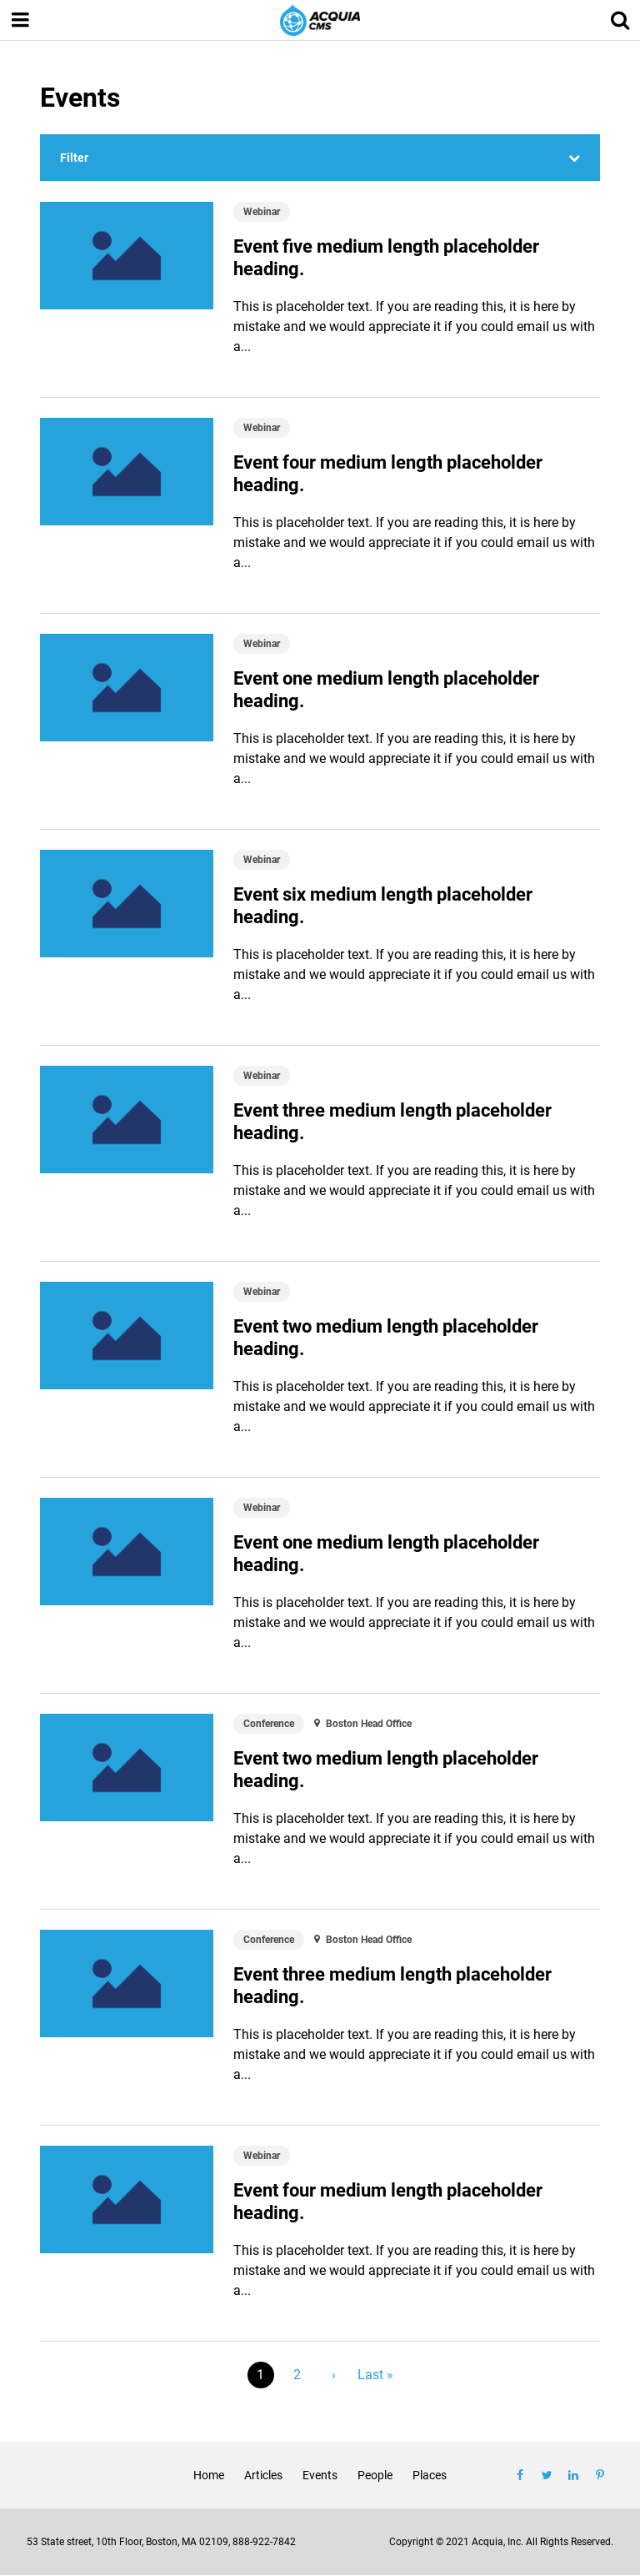 ACQUIA
CMS
Events
Filter
Webinar
Event five medium length placeholder
heading.
This is placeholder text. If you are reading this, it is here by
mistake and we would appreciate it if you could email us with
a...
Webinar
Event four medium length placeholder
heading.
This is placeholder text. If you are reading this, it is here by
mistake and we would appreciate it if you could email us with
a...
Webinar
Event one medium length placeholder
heading.
This is placeholder text. If you are reading this, it is here by
mistake and we would appreciate it if you could email us with
a...
Webinar
Event six medium length placeholder
heading.
This is placeholder text. If you are reading this, it is here by
mistake and we would appreciate it if you could email us with
a...
Webinar
Event three medium length placeholder
heading.
This is placeholder text. If you are reading this, it is here by
mistake and we would appreciate it if you could email us with
a...
Webinar
Event two medium length placeholder
heading.
This is placeholder text. If you are reading this, it is here by
mistake and we would appreciate it if you could email us with
a...
Webinar
Event one medium length placeholder
heading.
This is placeholder text. If you are reading this, it is here by
mistake and we would appreciate it if you could email us with
a...
Conference Boston Head Office
Event two medium length placeholder
heading.
This is placeholder text. If you are reading this, it is here by
mistake and we would appreciate it if you could email us with
a...
Conference Boston Head Office
Event three medium length placeholder
heading.
This is placeholder text. If you are reading this, it is here by
mistake and we would appreciate it if you could email us with
a...
Webinar
Event four medium length placeholder
heading.
This is placeholder text. If you are reading this, it is here by
mistake and we would appreciate it if you could email us with
a...
1 2 › Last »
Home Articles Events People Places
53 State street, 10th Floor, Boston, MA 02109, 888-922-7842 Copyright © 2021 Acquia, Inc. All Rights Reserved.